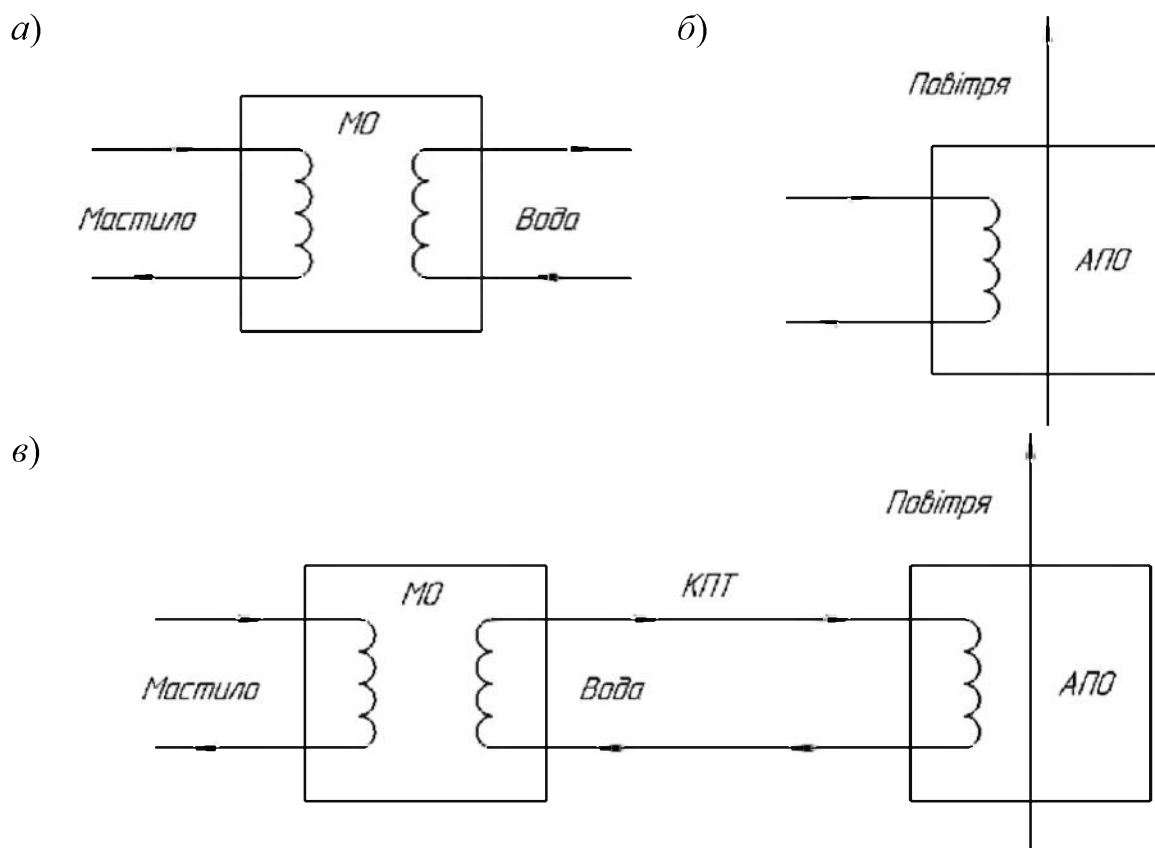 а)
МО
Мастило
Вода
б)
Повітря
АПО
в)
Повітря
МО
КПТ
Мастило
Вода
АПО